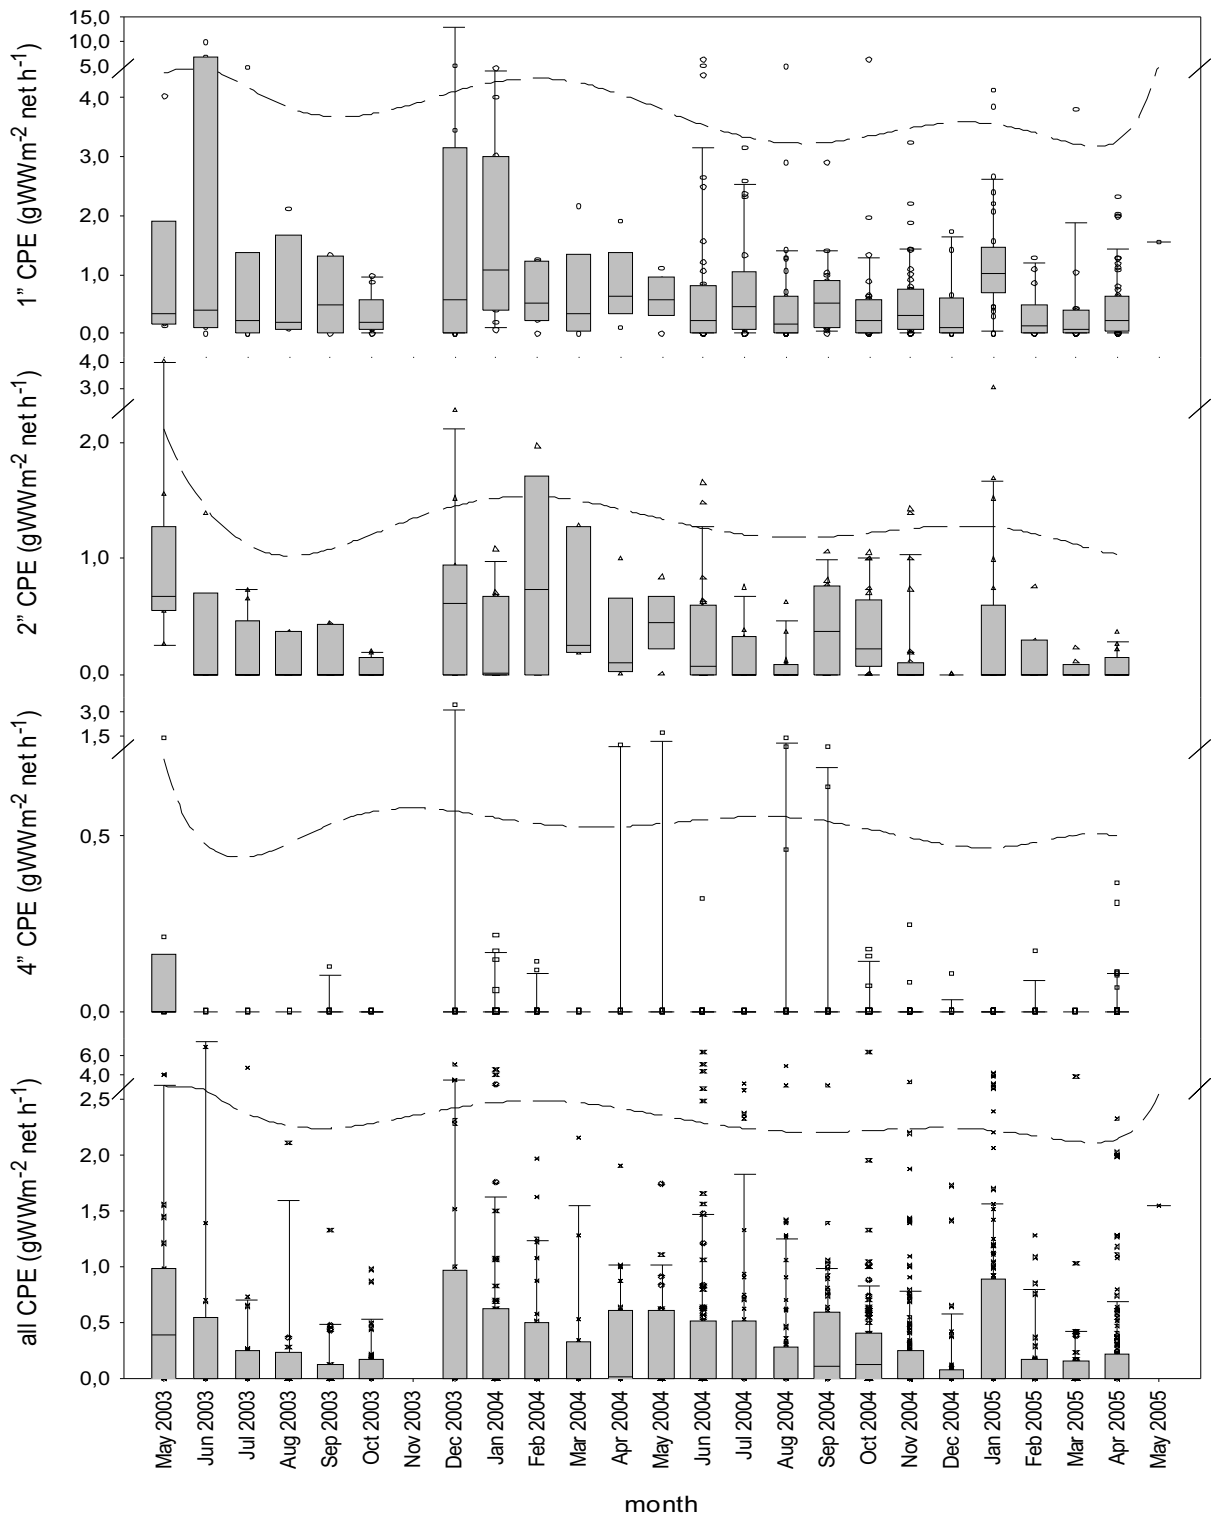 15,0
10,0
5,0
4,0
3,0
2,0
1,0
0,0
1” CPE (gWWm⁻² net h⁻¹)
4,0
3,0
2,0
1,0
0,0
2” CPE (gWWm⁻² net h⁻¹)
3,0
1,5
0,5
0,0
4” CPE (gWWm⁻² net h⁻¹)
6,0
4,0
2,5
2,0
1,5
1,0
0,5
0,0
all CPE (gWWm⁻² net h⁻¹)
May 2003
Jun 2003
Jul 2003
Aug 2003
Sep 2003
Oct 2003
Nov 2003
Dec 2003
Jan 2004
Feb 2004
Mar 2004
Apr 2004
May 2004
Jun 2004
Jul 2004
Aug 2004
Sep 2004
Oct 2004
Nov 2004
Dec 2004
Jan 2005
Feb 2005
Mar 2005
Apr 2005
May 2005
month